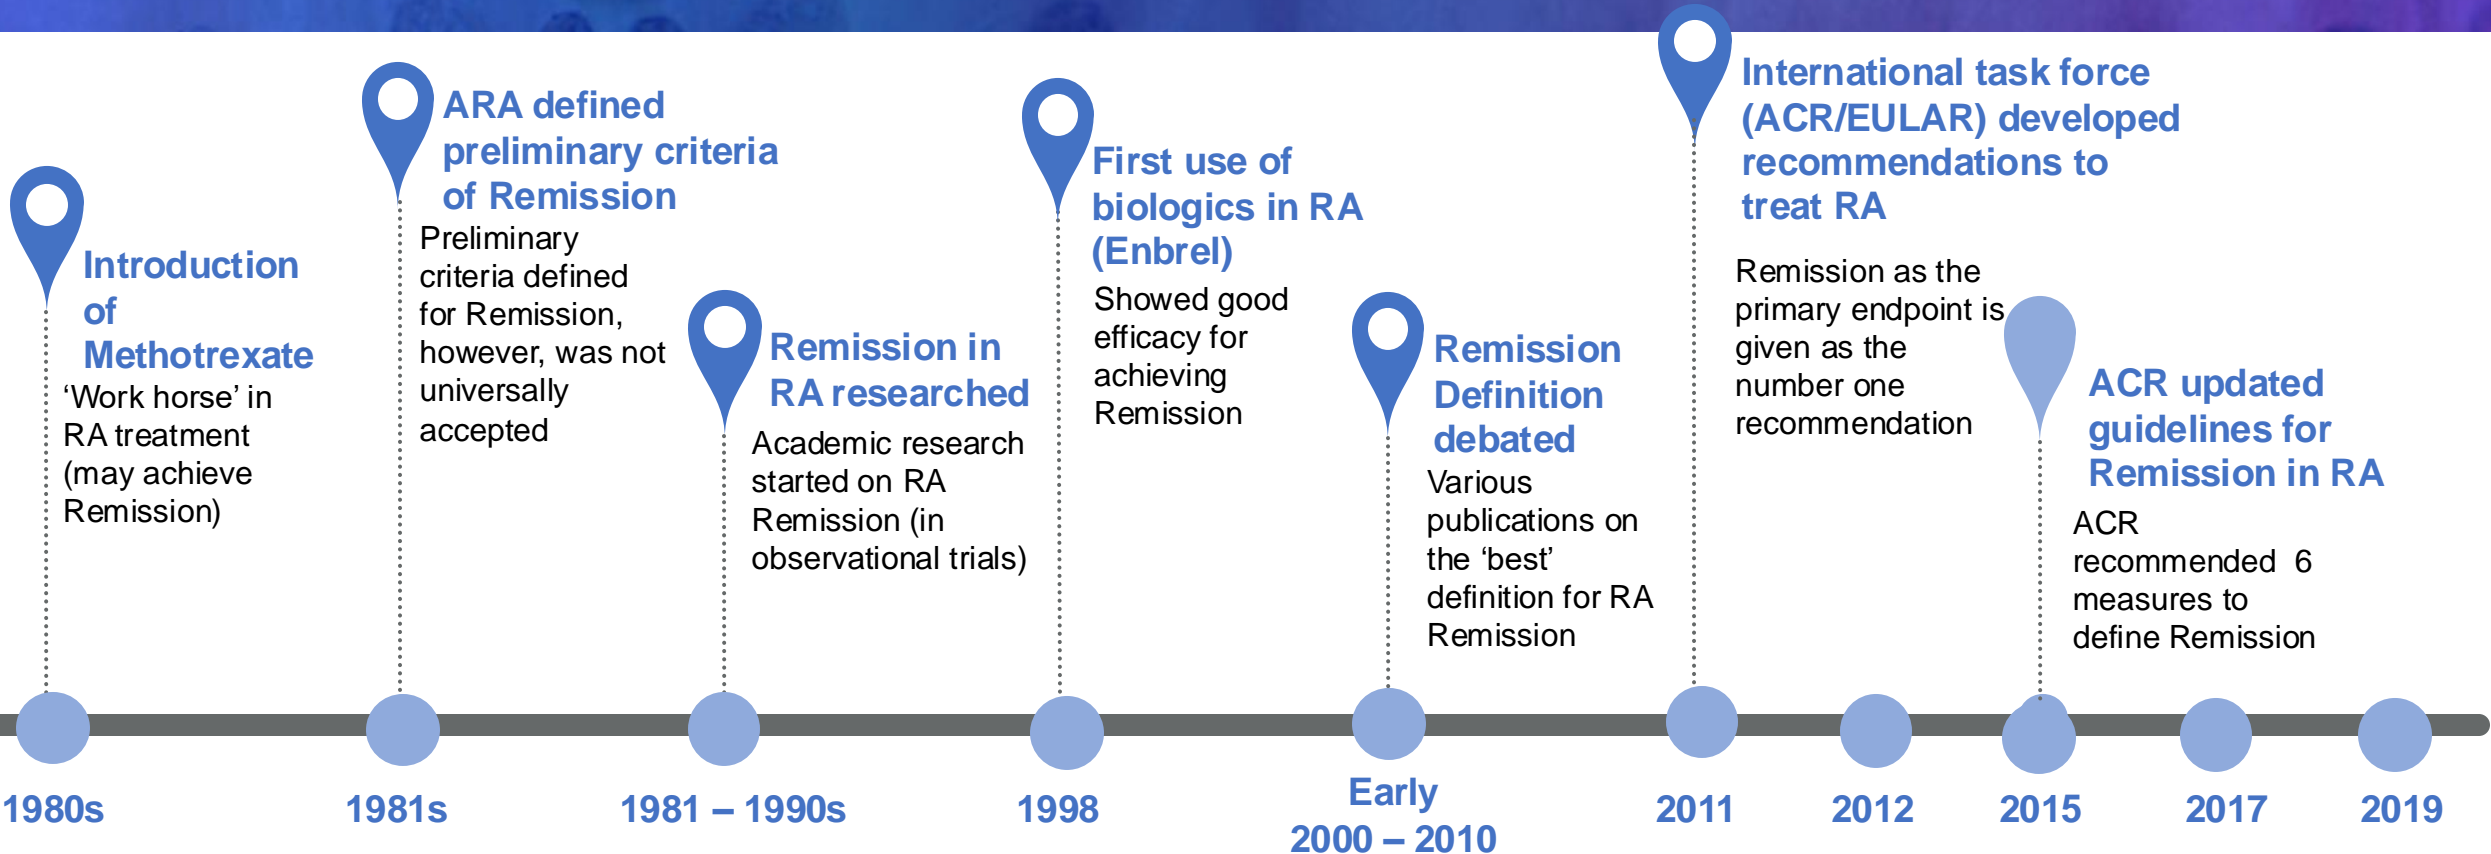 Introduction
of
Methotrexate
‘Work horse’ in
RA treatment
(may achieve
Remission)
ARA defined
preliminary criteria
of Remission
Preliminary
criteria defined
for Remission,
however, was not
universally
accepted
Remission in
RA researched
Academic research
started on RA
Remission (in
observational trials)
First use of
biologics in RA
(Enbrel)
Showed good
efficacy for
achieving
Remission
Remission
Definition
debated
Various
publications on
the ‘best’
definition for RA
Remission
International task force
(ACR/EULAR) developed
recommendations to
treat RA
Remission as the
primary endpoint is
given as the
number one
recommendation
ACR updated
guidelines for
Remission in RA
ACR
recommended  6
measures to
define Remission
1980s
1981s
1981 – 1990s
1998
Early
2000 – 2010
2011
2012
2015
2017
2019